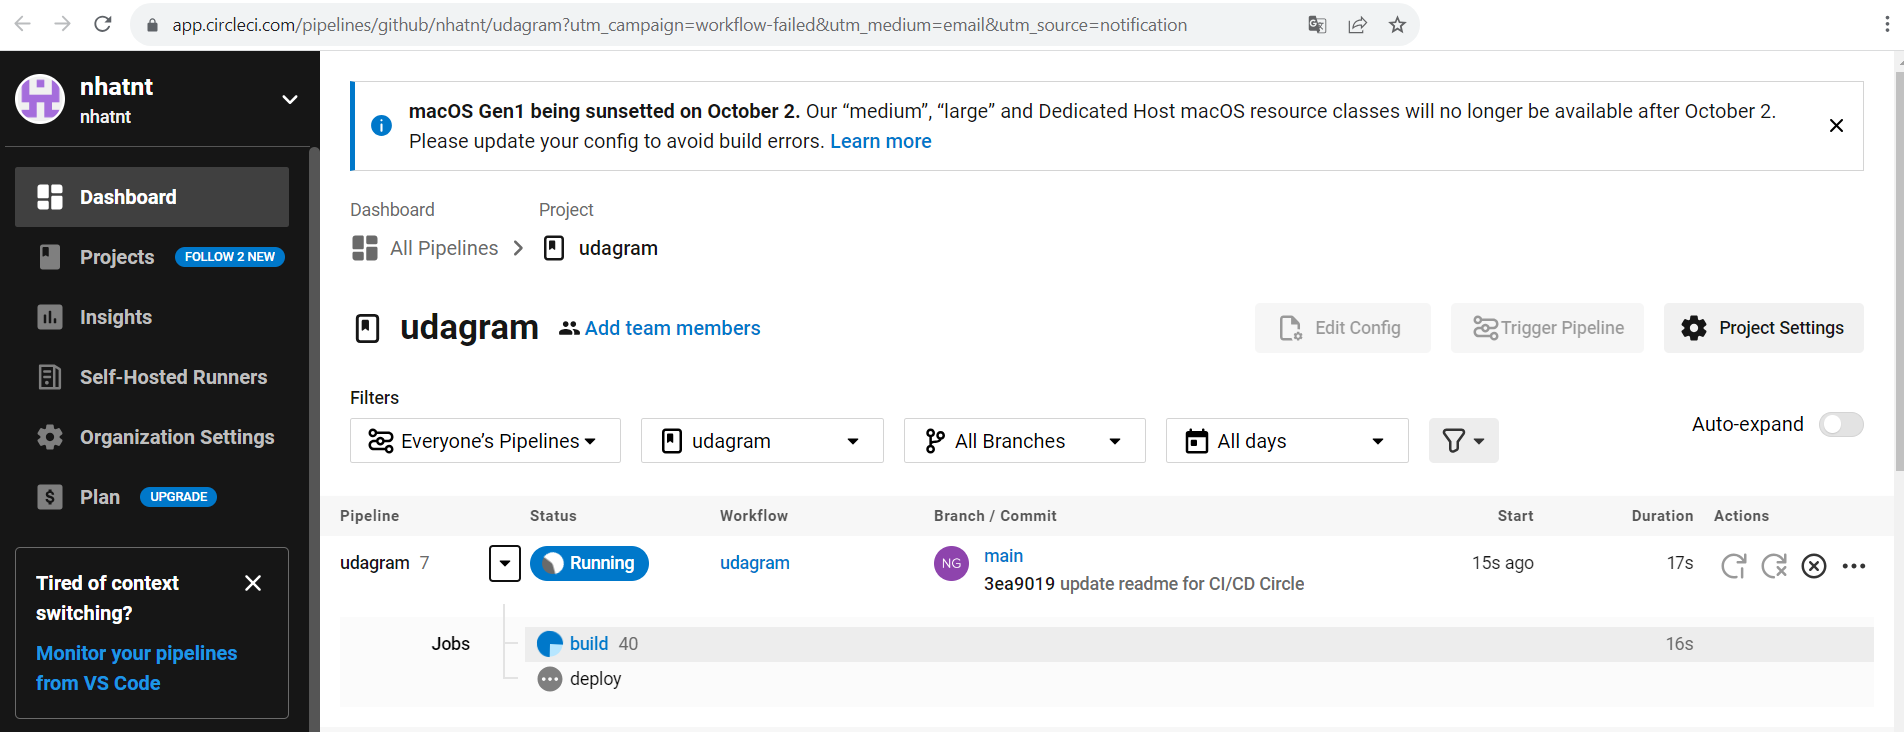 app.circleci.com/pipelines/github/nhatnt/udagram?utm_campaign=workflow-failed&utm_medium=email&utm_source=notification
nhatnt
nhatnt
Dashboard
Projects FOLLOW 2 NEW
Insights
Self-Hosted Runners
Organization Settings
Plan UPGRADE
Tired of context
switching?
Monitor your pipelines
from VS Code
macOS Gen1 being sunsetted on October 2. Our “medium”, “large” and Dedicated Host macOS resource classes will no longer be available after October 2.
Please update your config to avoid build errors. Learn more
Dashboard Project
All Pipelines udagram
udagram Add team members Edit Config Trigger Pipeline Project Settings
Filters
Everyone’s Pipelines udagram All Branches All days Auto-expand
Pipeline Status Workflow Branch / Commit Start Duration Actions
udagram 7 Running udagram NG main 15s ago 17s
3ea9019 update readme for CI/CD Circle
Jobs build 40 16s
deploy